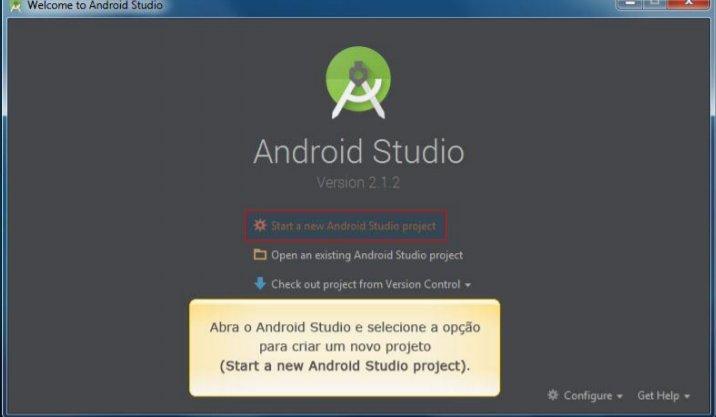 Welcome to Android Studio
Android Studio
Version 2.1.2
Start a new Android Studio project
Open an existing Android Studio project
Check out project from Version Control
Abra o Android Studio e selecione a opção
para criar um novo projeto
(Start a new Android Studio project).
Configure Get Help